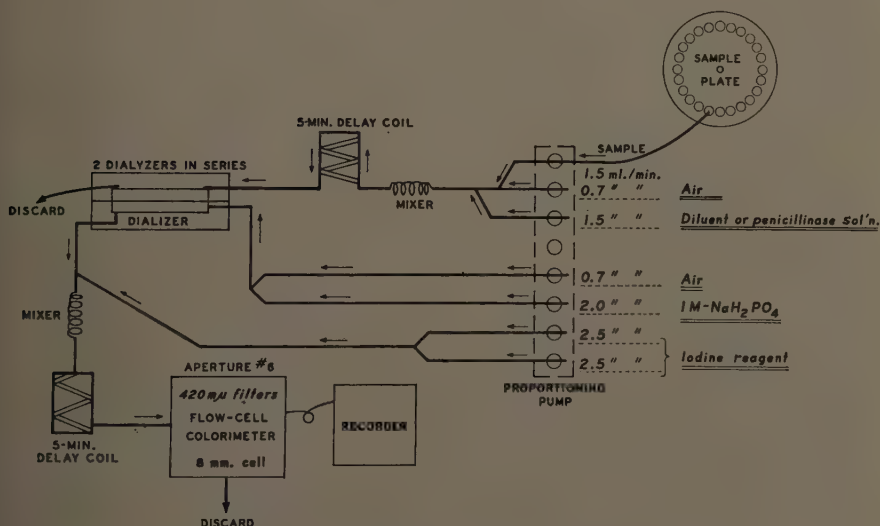 SAMPLE
PLATE
5-MIN. DELAY COIL
SAMPLE
2 DIALYZERS IN SERIES
1.5 ml./min.
0.7 " " Air
MIXER
DISCARD
DIALIZER
1.5 " " Diluent or penicillinase sol'n.
0.7 " " Air
2.0 " " 1M-NaH2PO4
MIXER
2.5 " "
2.5 " " Iodine reagent
APERTURE #6
PROPORTIONING
PUMP
420mµ filters
FLOW-CELL
COLORIMETER
8 mm. cell
RECORDER
5-MIN.
DELAY COIL
DISCARD